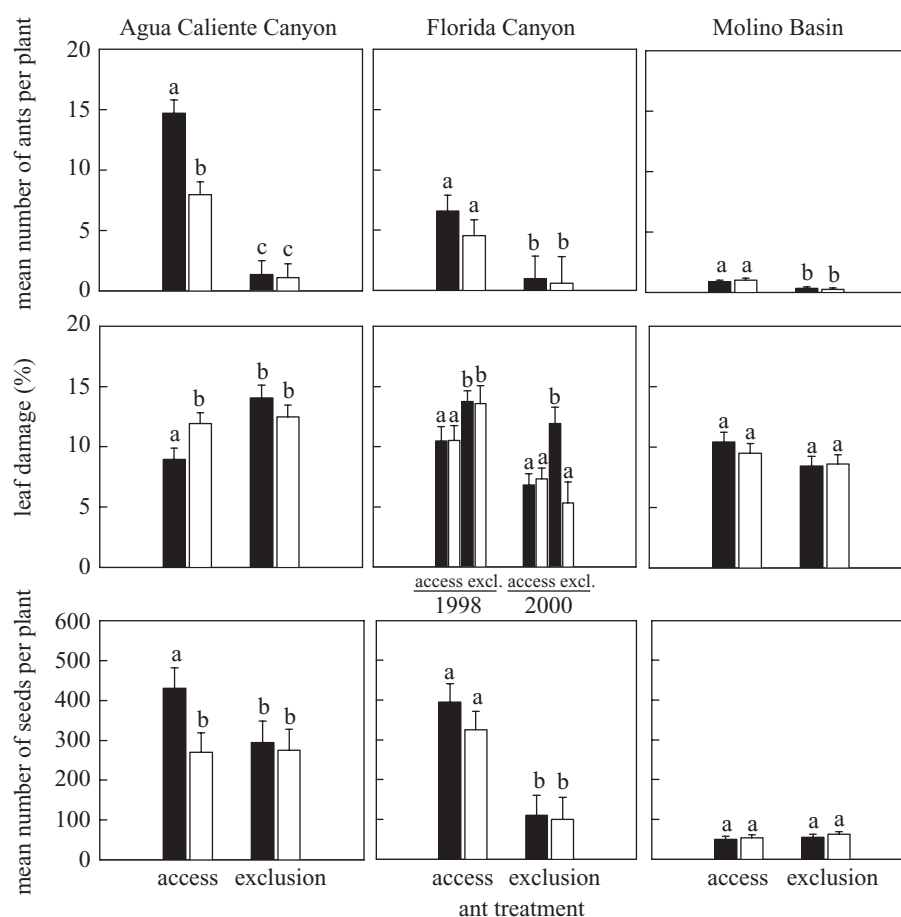 Agua Caliente Canyon Florida Canyon Molino Basin
mean number of ants per plant
20
15
10
5
0
a
b
c c
a
a
b b
a a
b b
leaf damage (%)
20
15
10
5
0
a
b
b
b
a a
b b
a a
b
a
a
a
a a
access excl. access excl.
1998 2000
mean number of seeds per plant
600
500
400
300
200
100
0
a
b
b b
a
a
b b
a a
a a
access exclusion access exclusion access exclusion
ant treatment